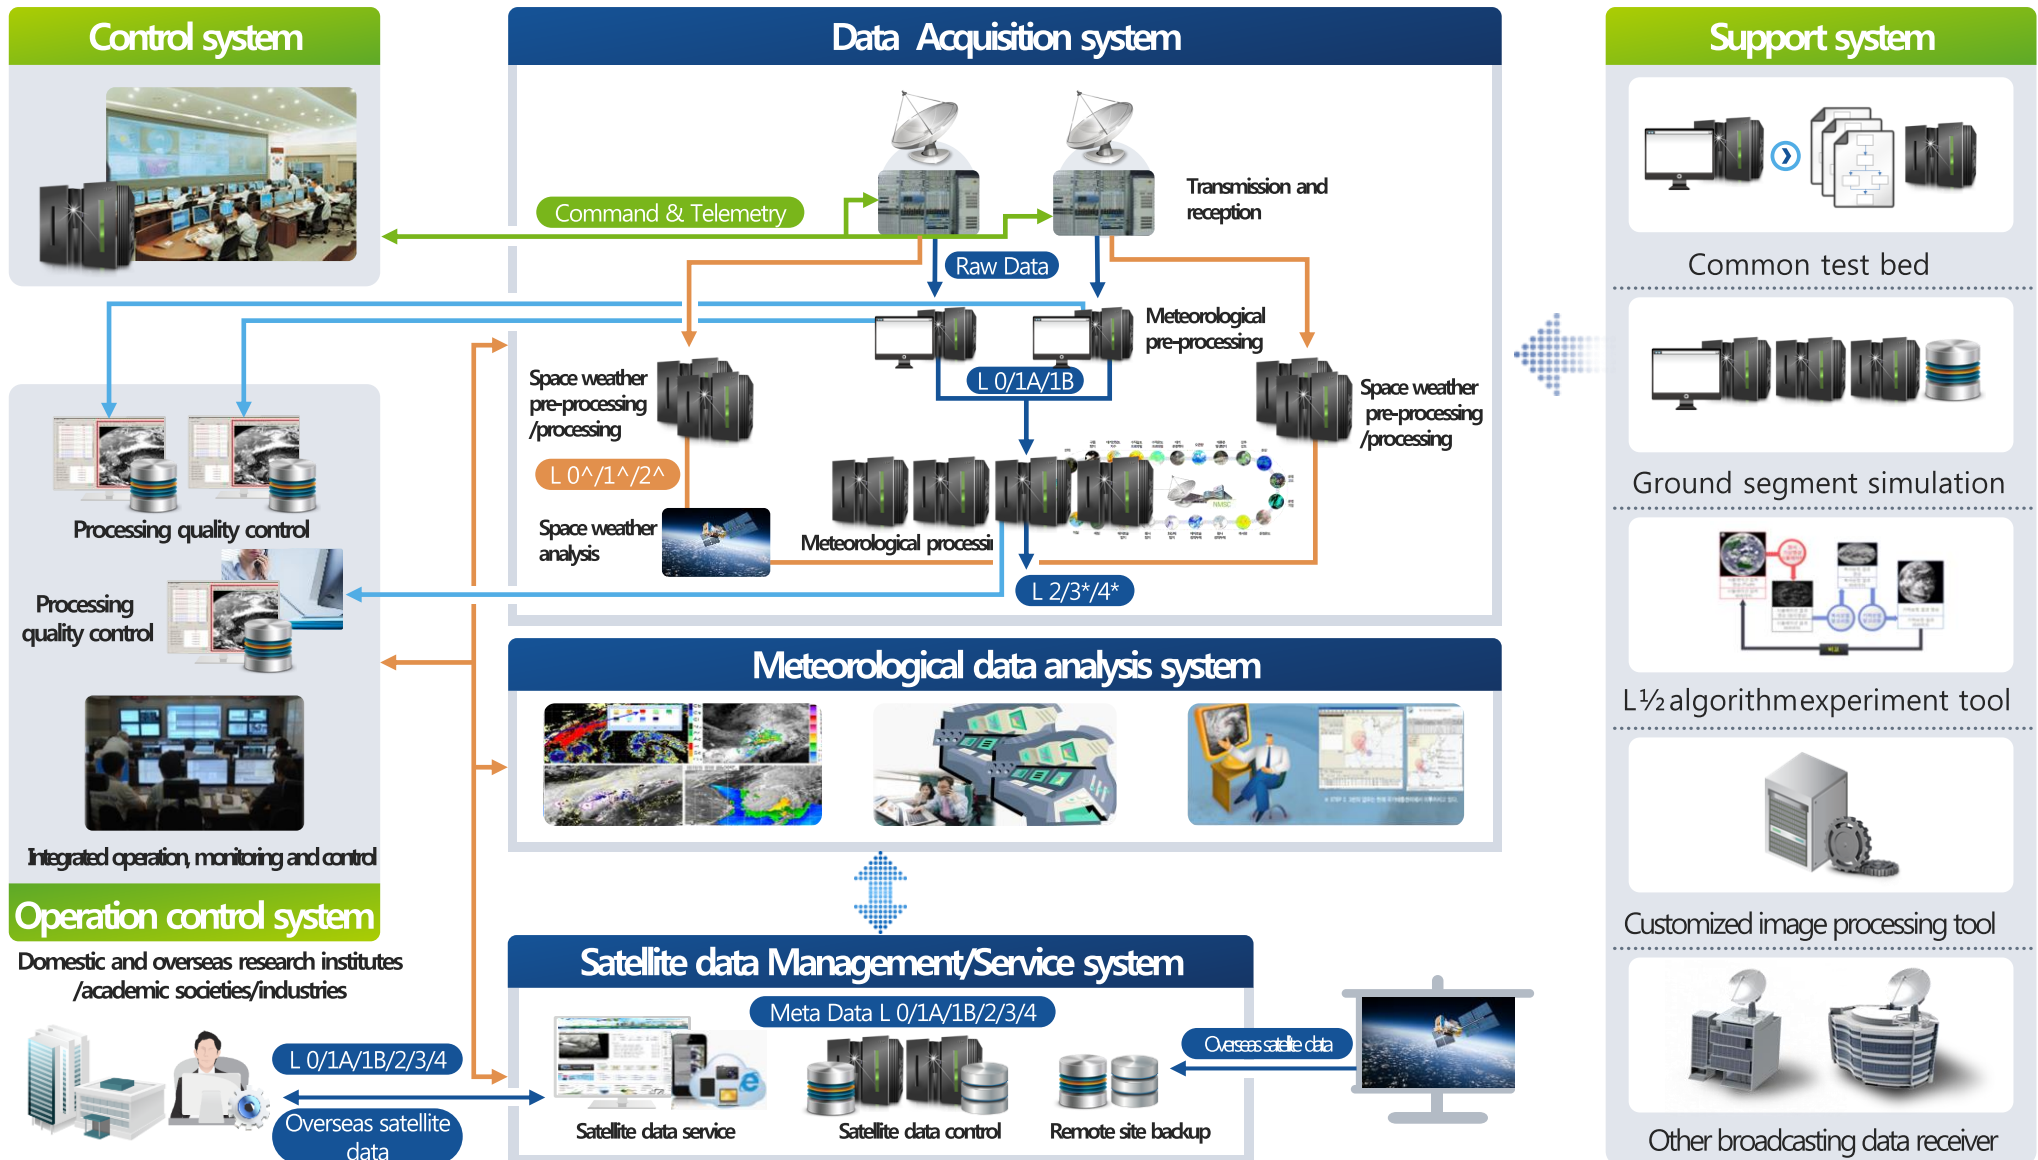 Control system
Data Acquisition system
Support system
Command & Telemetry
Transmission and
reception
Raw Data
Meteorological
pre-processing
L 0/1A/1B
Space weather
pre-processing
/processing
Space weather
pre-processing
/processing
L 0^/1^/2^
Space weather
analysis
Meteorological processin
NMSC
L 2/3*/4*
Processing quality control
Processing
quality control
Integrated operation, monitoring and control
Operation control system
Meteorological data analysis system
Domestic and overseas research institutes
/academic societies/industries
L 0/1A/1B/2/3/4
Overseas satellite
data
Satellite data Management/Service system
Meta Data L 0/1A/1B/2/3/4
Satellite data service
Satellite data control
Remote site backup
Overseas satellite data
Common test bed
Ground segment simulation
L½ algorithm experiment tool
Customized image processing tool
Other broadcasting data receiver